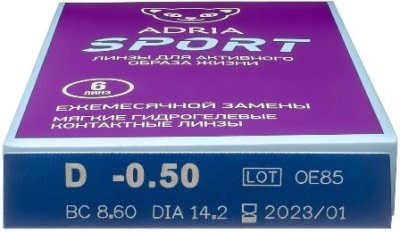 ADRIA
SPORT
ЛИНЗЫ ДЛЯ АКТИВНОГО
ОБРАЗА ЖИЗНИ
6
ЛИНЗ
ЕЖЕМЕСЯЧНОЙ ЗАМЕНЫ
МЯГКИЕ ГИДРОГЕЛЕВЫЕ
КОНТАКТНЫЕ ЛИНЗЫ
D -0.50 LOT OE85
BC 8.60 DIA 14.2 2023/01